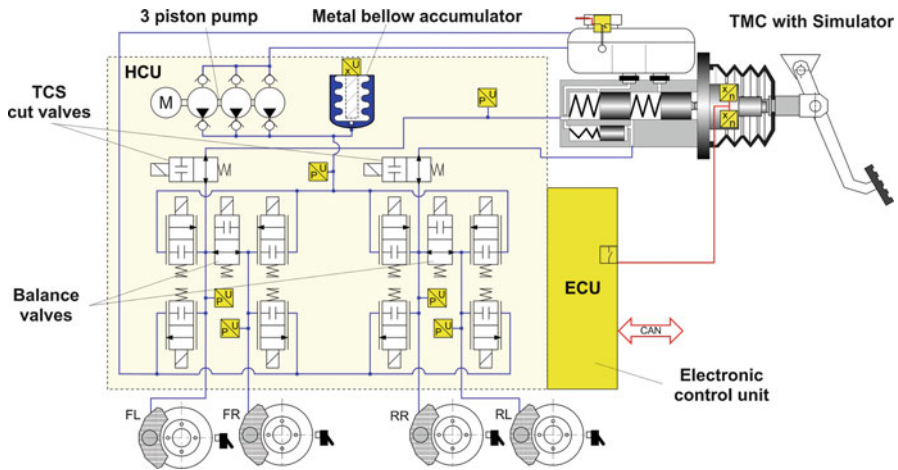 3 piston pump
Metal bellow accumulator
TMC with Simulator
HCU
U
x
TCS
cut valves
M
U
P
x
n
x
n
U
P
ECU
Balance
valves
U
P
U
P
U
P
U
P
CAN
Electronic
control unit
FL
FR
RR
RL